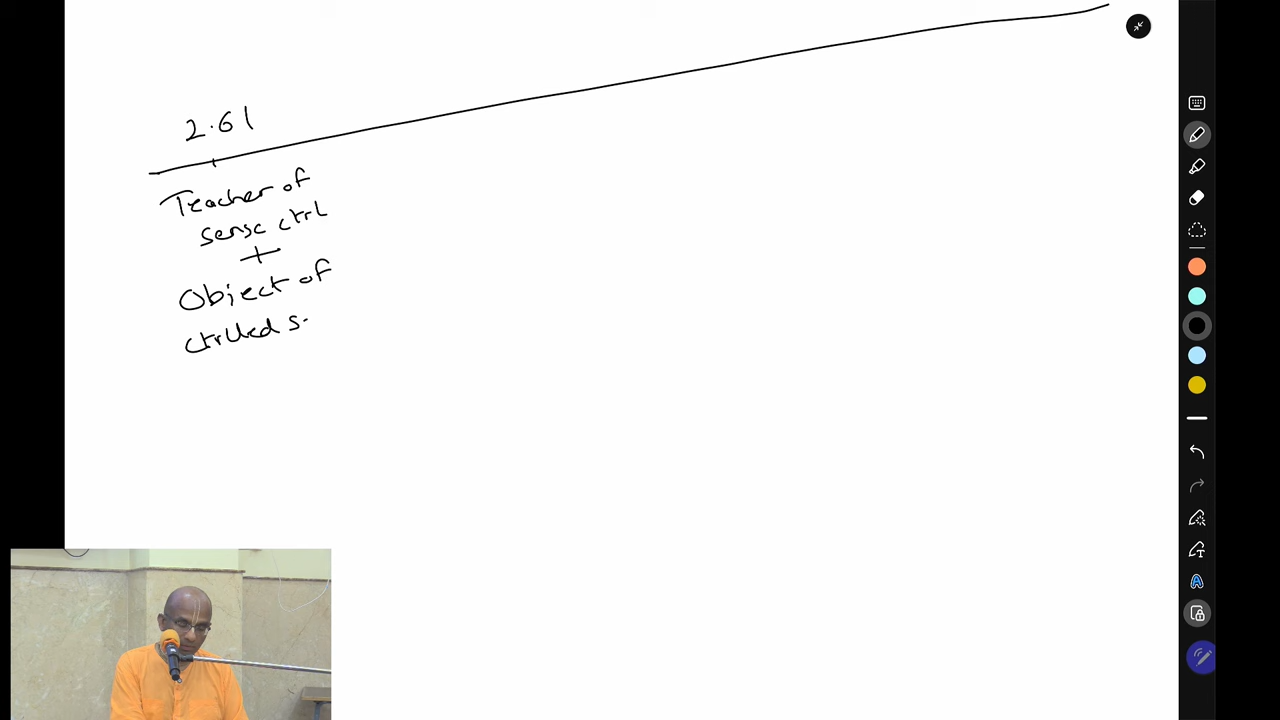 2.61
Teacher of
sense ctrl
+
Object of
ctrlled s.